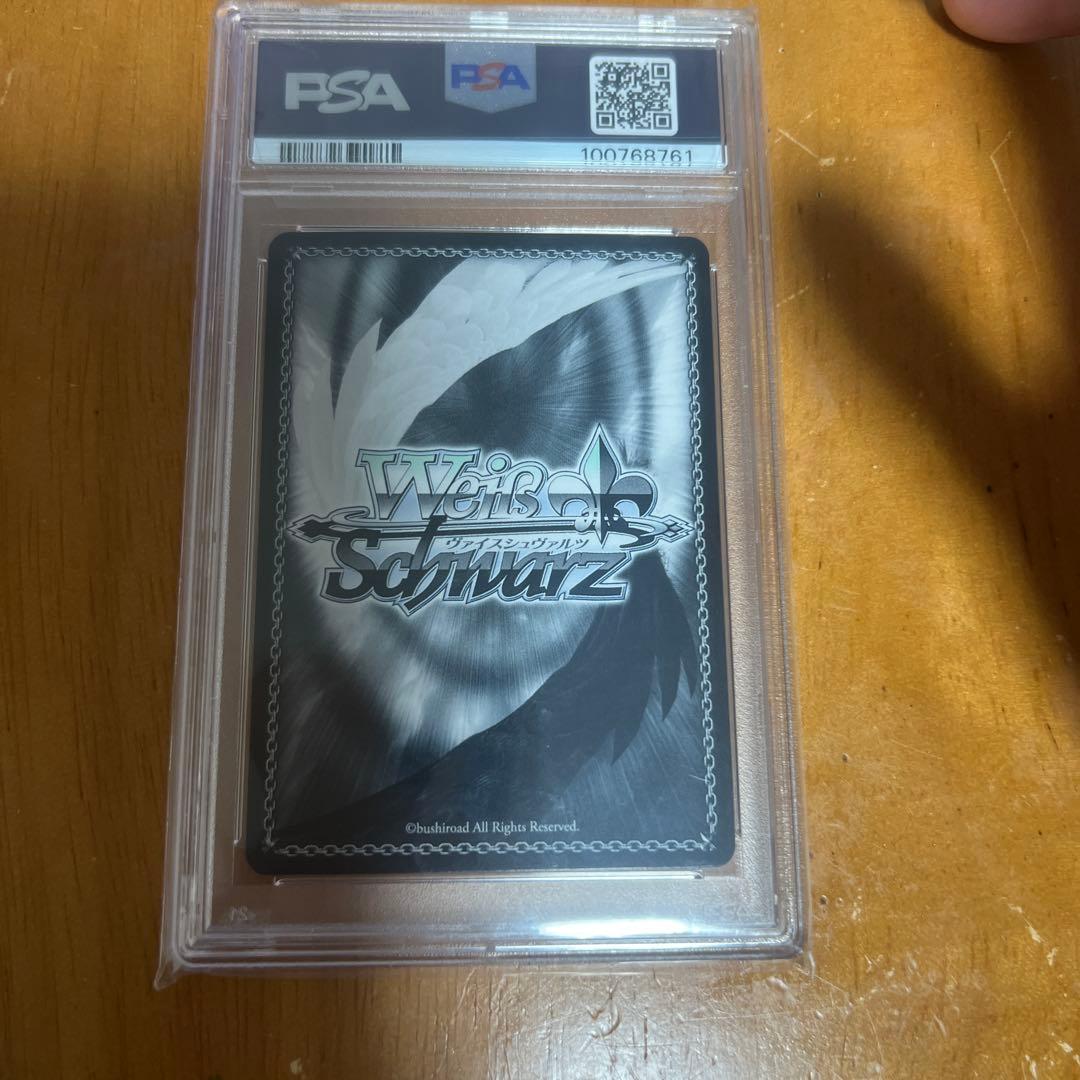 PSA
PSA
100768761
Weiß
ヴァイスシュヴァルツ
Schwarz
©bushiroad All Rights Reserved.